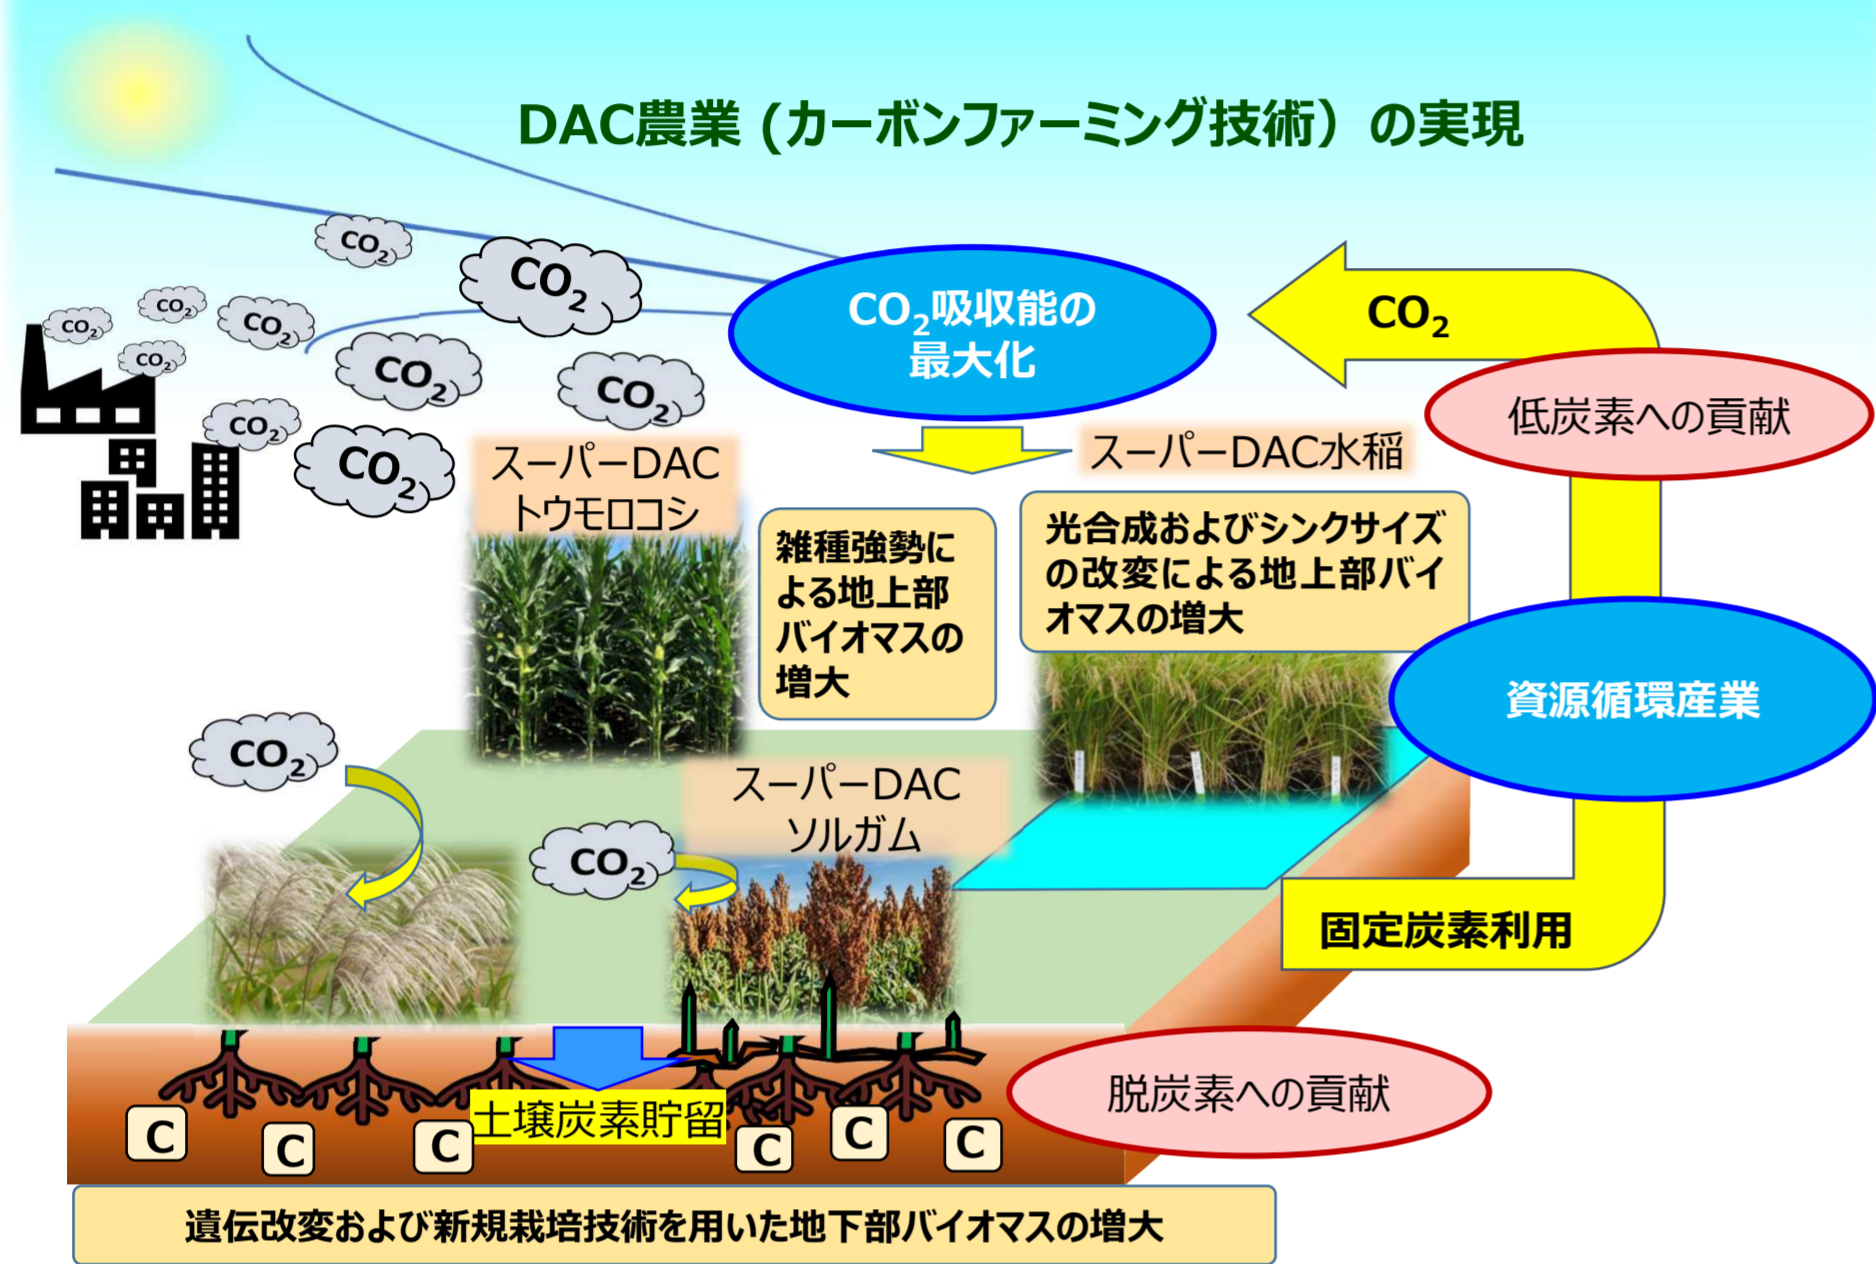 DAC農業 (カーボンファーミング技術）の実現
CO₂
CO₂
CO₂
CO₂
CO₂
CO₂
CO₂
CO₂
CO₂
CO₂
CO₂
CO₂吸収能の
最大化
CO₂
低炭素への貢献
スーパーDAC
トウモロコシ
スーパーDAC水稲
雑種強勢に
よる地上部
バイオマスの
増大
光合成およびシンクサイズ
の改変による地上部バイ
オマスの増大
資源循環産業
CO₂
スーパーDAC
ソルガム
CO₂
固定炭素利用
脱炭素への貢献
土壌炭素貯留
C
C
C
C
C
C
遺伝改変および新規栽培技術を用いた地下部バイオマスの増大